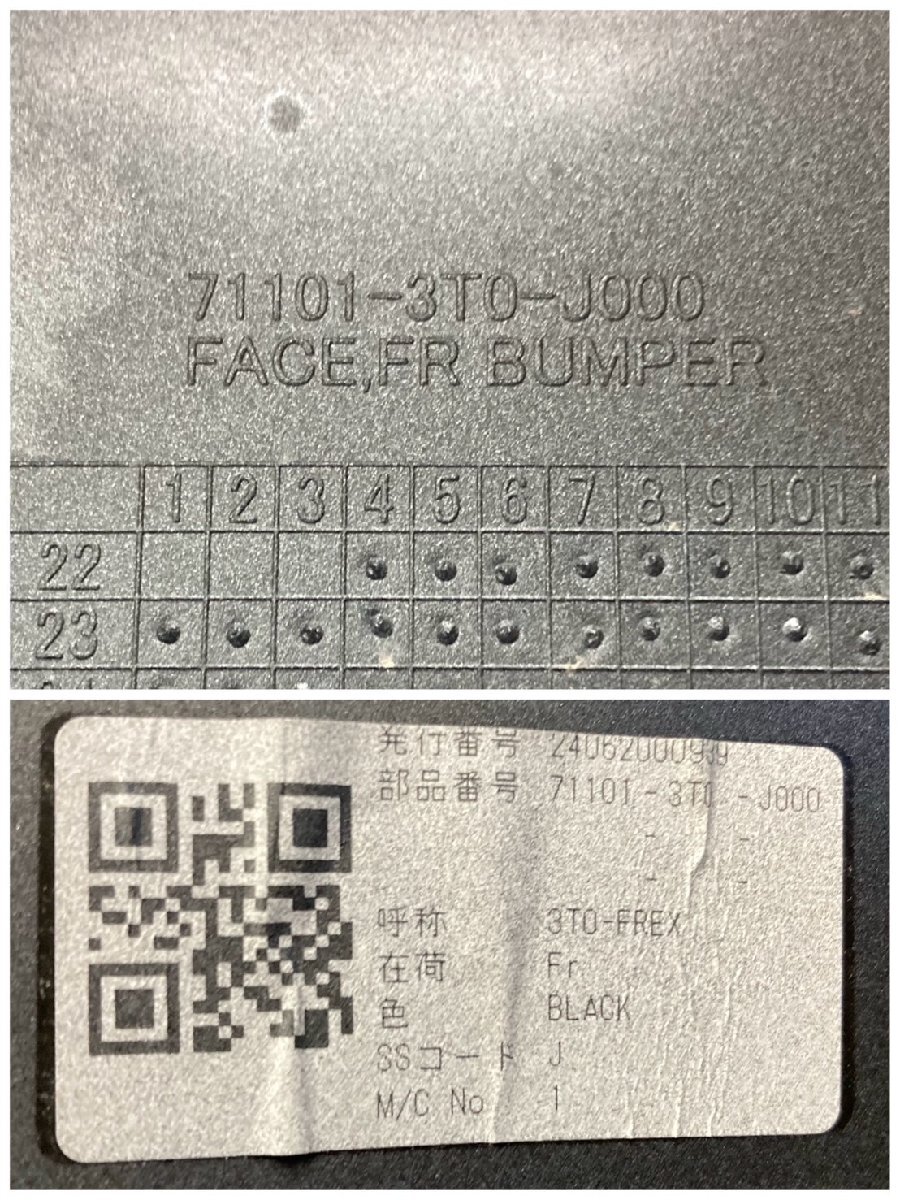 71101-3T0-J000
FACE,FR BUMPER
1 2 3 4 5 6 7 8 9 10 11
22
23
発行番号 24062000939
部品番号 71101-3T0 -J000
- -
- -
呼称 3T0-FREX
在荷 Fr
色 BLACK
SSコード J
M/C No 1